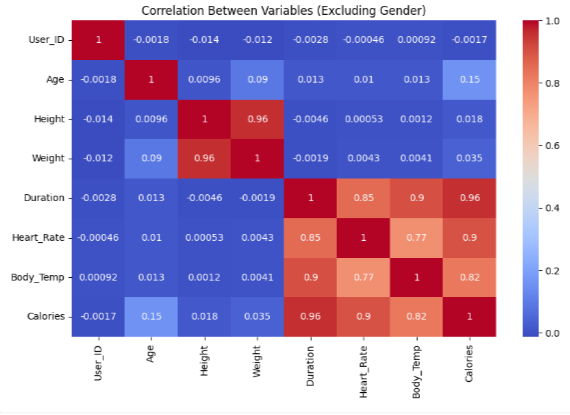 Correlation Between Variables (Excluding Gender)
User_ID 1 -0.0018 -0.014 -0.012 -0.0028 -0.00046 0.00092 -0.0017
Age -0.0018 1 0.0096 0.09 0.013 0.01 0.013 0.15
Height -0.014 0.0096 1 0.96 -0.0046 0.00053 0.0012 0.018
Weight -0.012 0.09 0.96 1 -0.0019 0.0043 0.0041 0.035
Duration -0.0028 0.013 -0.0046 -0.0019 1 0.85 0.9 0.96
Heart_Rate -0.00046 0.01 0.00053 0.0043 0.85 1 0.77 0.9
Body_Temp 0.00092 0.013 0.0012 0.0041 0.9 0.77 1 0.82
Calories -0.0017 0.15 0.018 0.035 0.96 0.9 0.82 1
User_ID Age Height Weight Duration Heart_Rate Body_Temp Calories
1.0
0.8
0.6
0.4
0.2
0.0